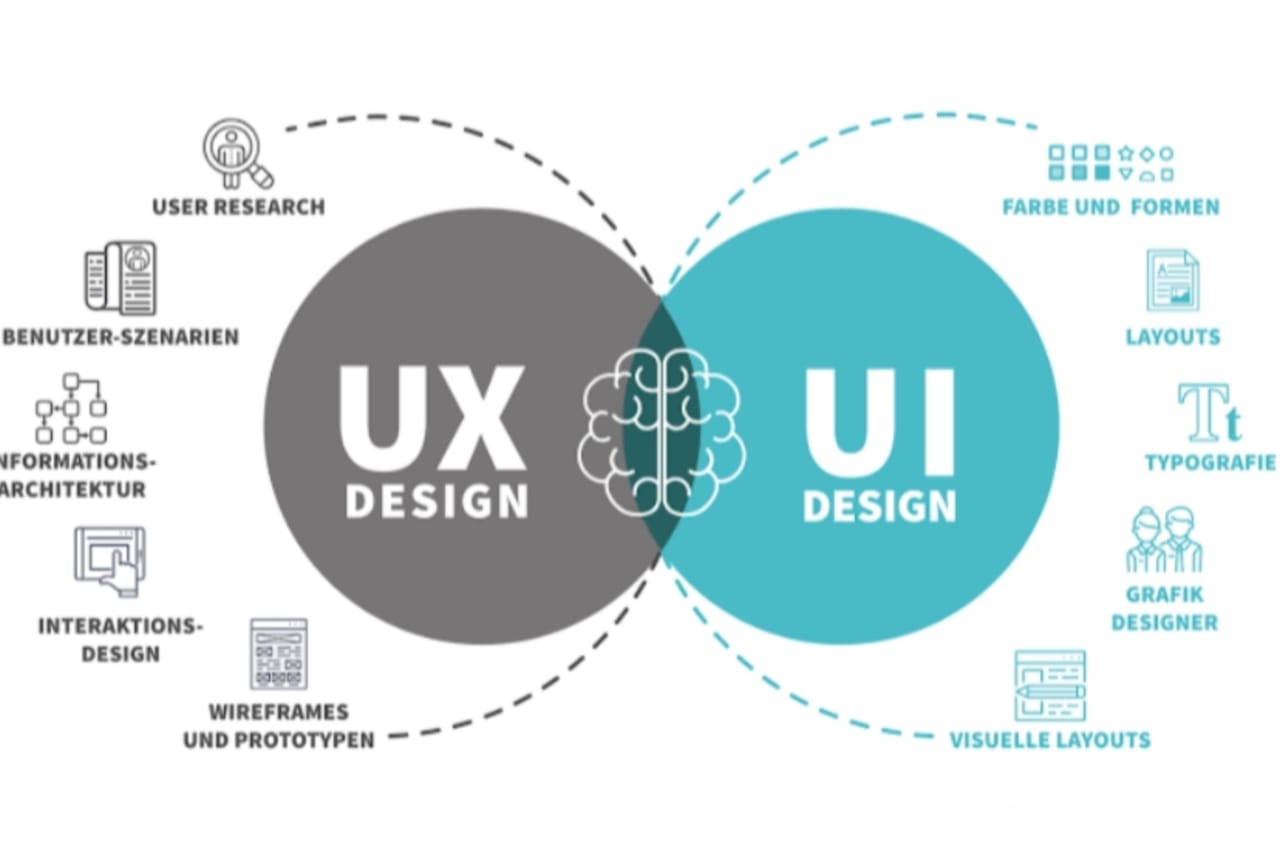 USER RESEARCH
BENUTZER-SZENARIEN
NFORMATIONS-
ARCHITEKTUR
INTERAKTIONS-
DESIGN
WIREFRAMES
UND PROTOTYPEN
UX
DESIGN
UI
DESIGN
FARBE UND FORMEN
LAYOUTS
Tt
TYPOGRAFIE
GRAFIK
DESIGNER
VISUELLE LAYOUTS